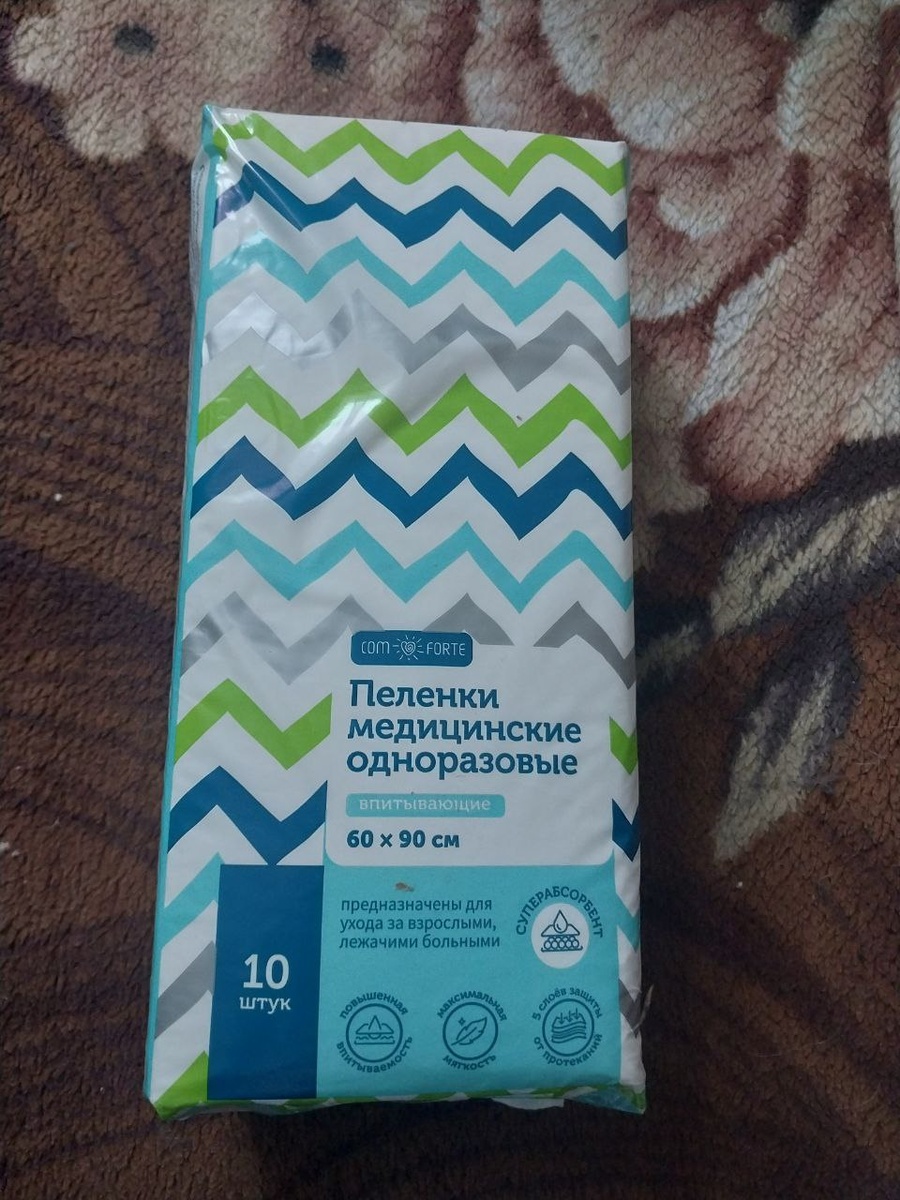 COM FORTE
Пеленки
медицинские
одноразовые
впитывающие
60 x 90 см
предназначены для
ухода за взрослыми,
лежачими больными
СУПЕРАБСОРБЕНТ
10
штук
повышенная
впитываемость
максимальная
мягкость
5 слоёв защиты
от протеканий